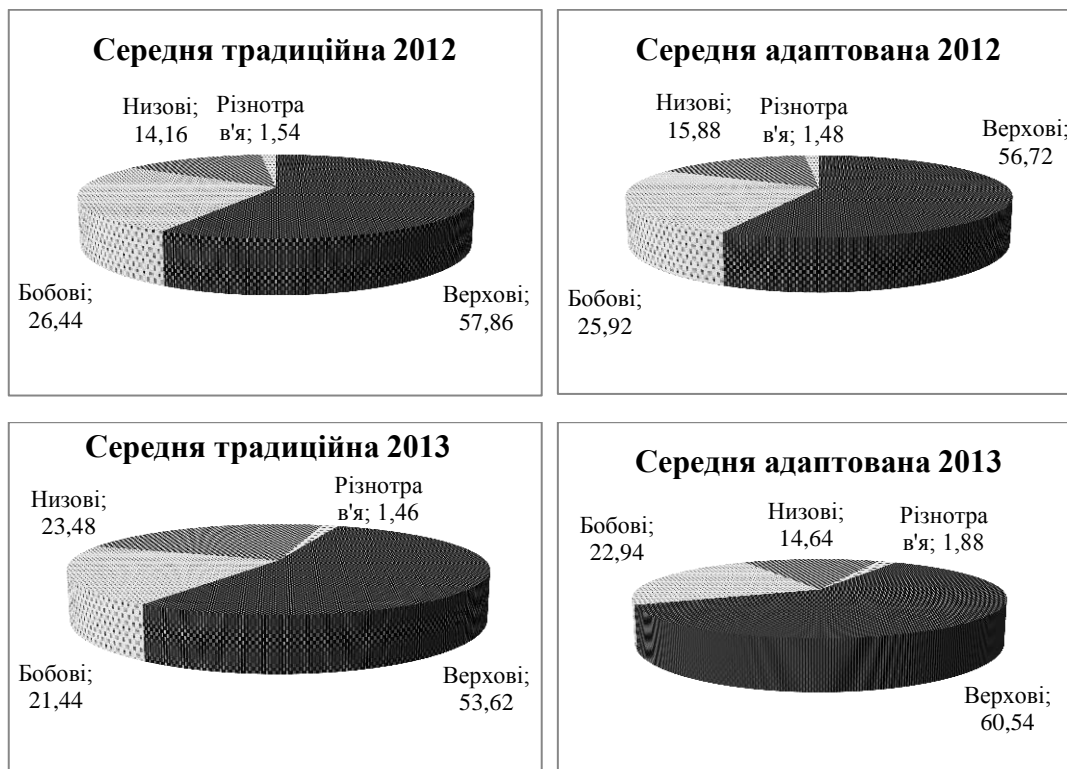 Середня традиційна 2012
Низові;
14,16
Різнотра
в'я; 1,54
Бобові;
26,44
Верхові;
57,86
Середня адаптована 2012
Низові;
15,88
Різнотра
в'я; 1,48
Верхові;
56,72
Бобові;
25,92
Середня традиційна 2013
Низові;
23,48
Різнотра
в'я; 1,46
Бобові;
21,44
Верхові;
53,62
Середня адаптована 2013
Бобові;
22,94
Низові;
14,64
Різнотра
в'я; 1,88
Верхові;
60,54